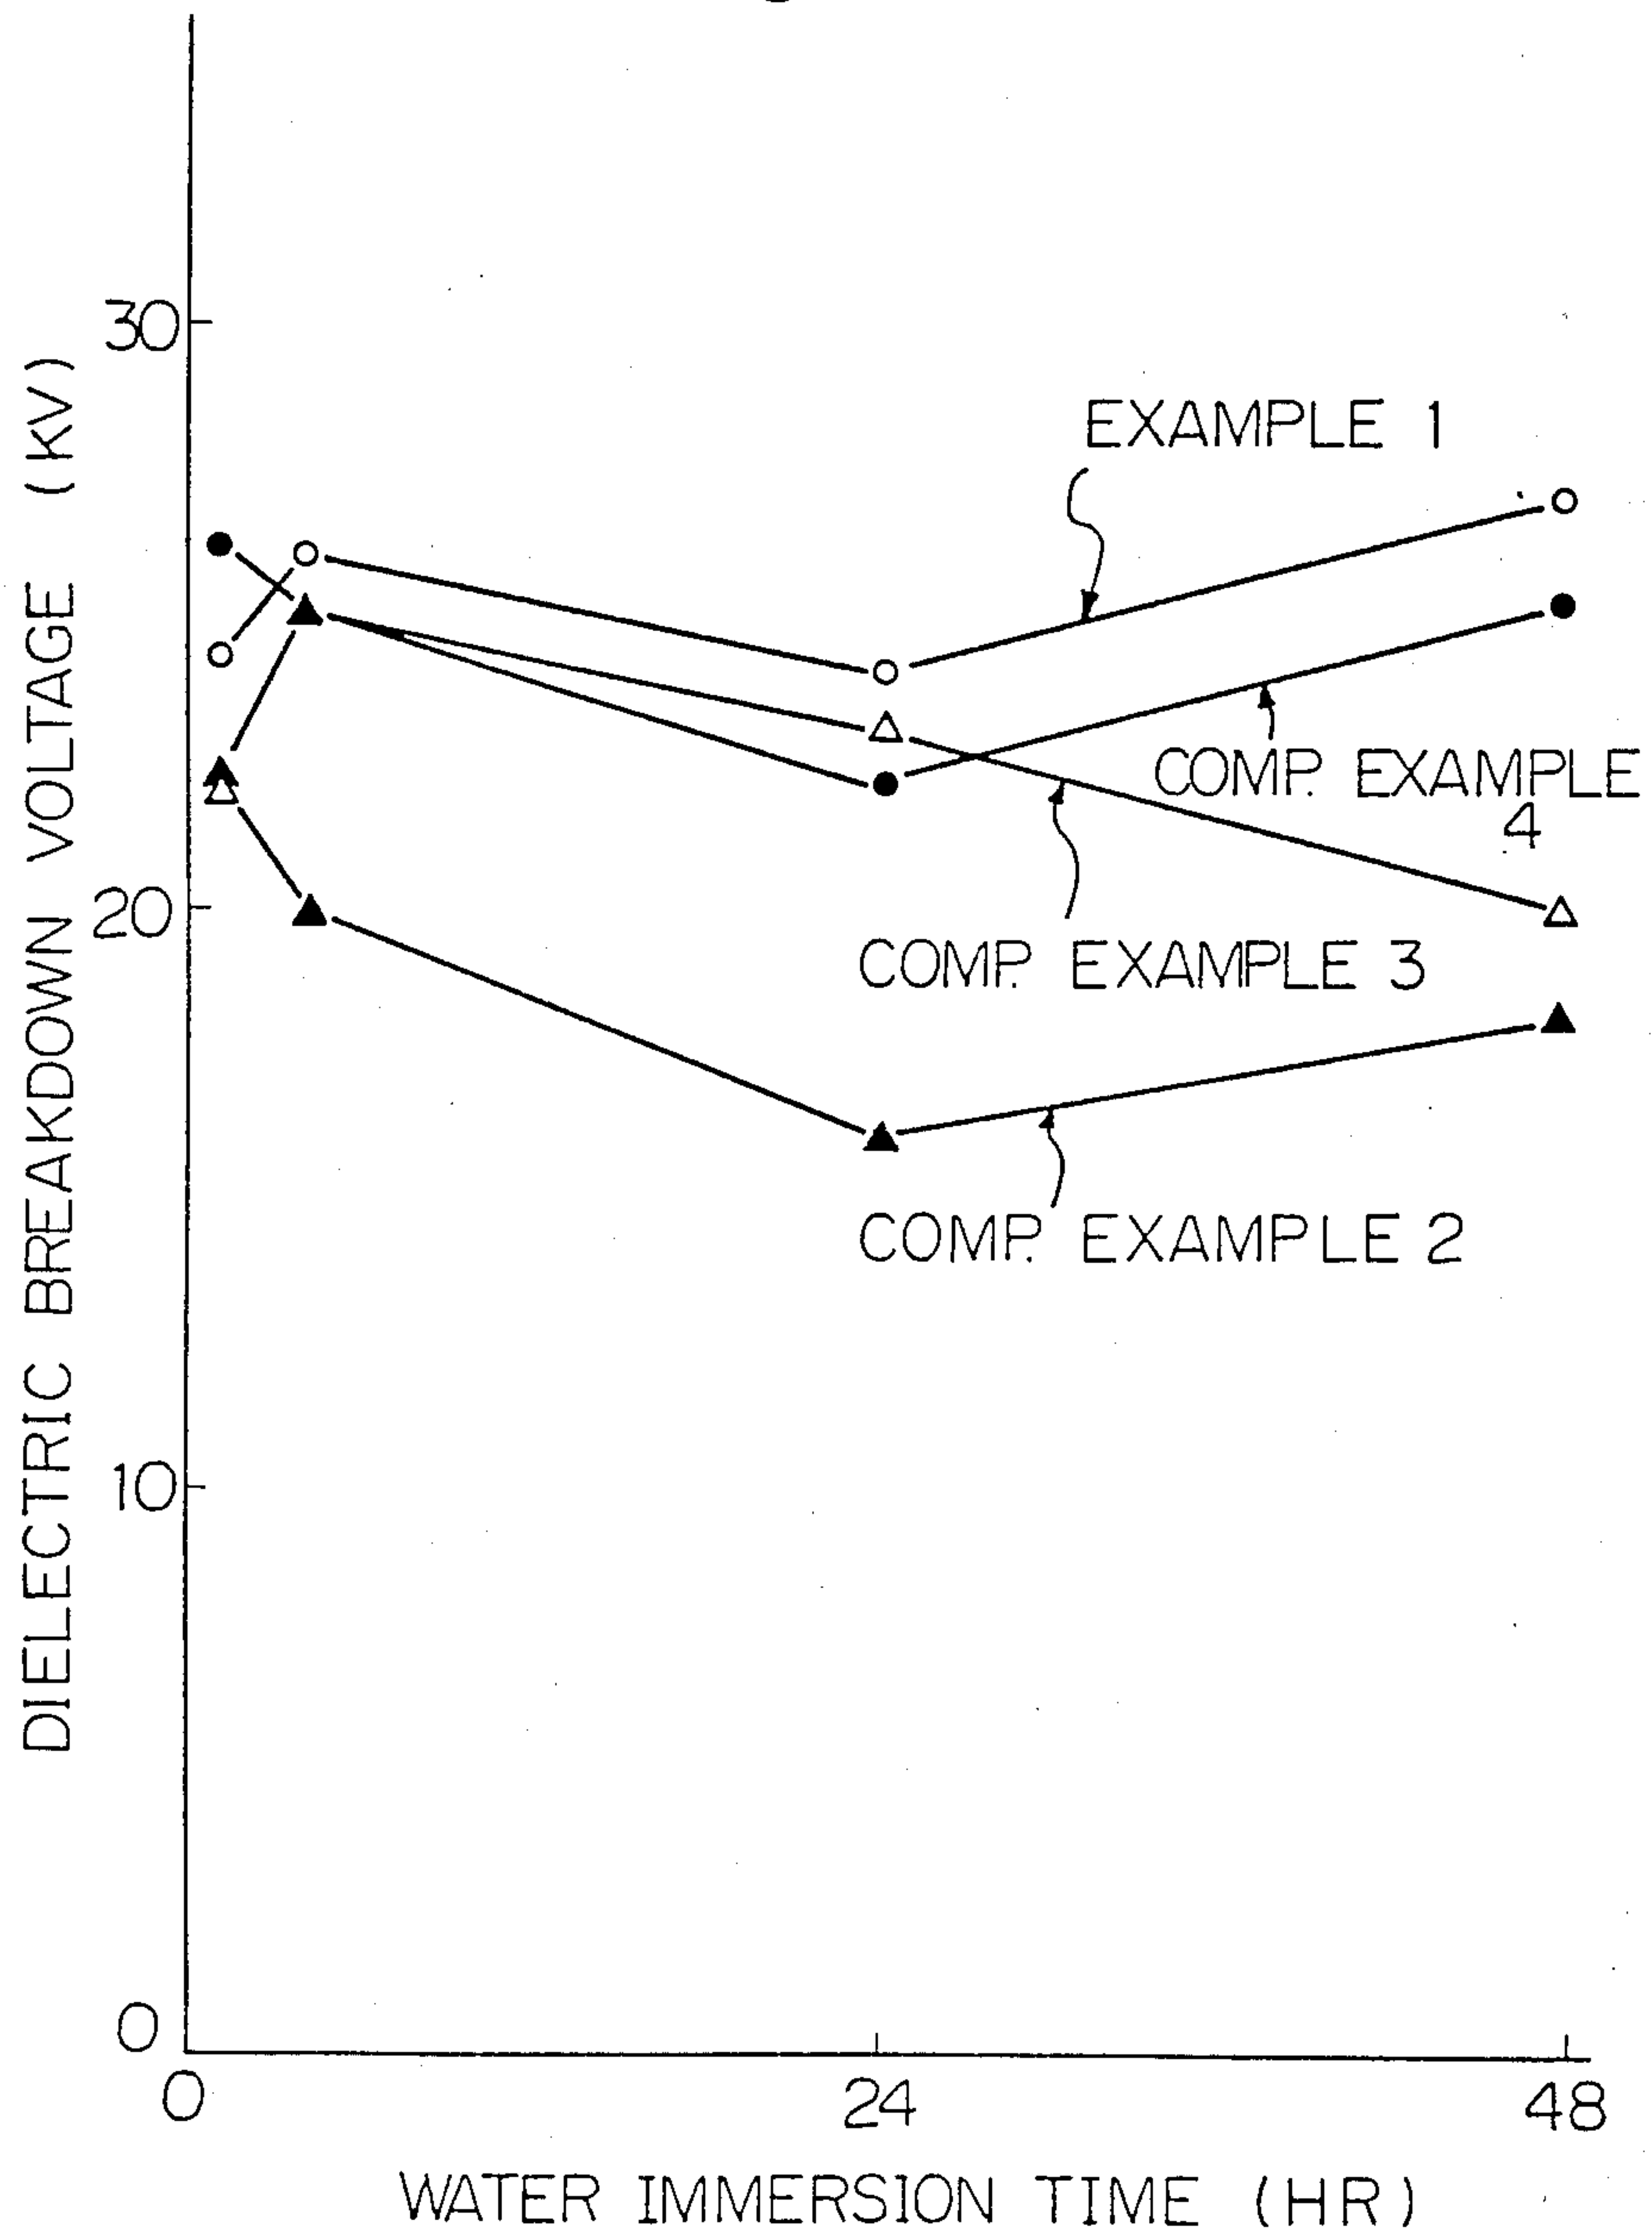 30
EXAMPLE 1
COMP. EXAMPLE
4
20
COMP. EXAMPLE 3
COMP. EXAMPLE 2
10
0
0 24 48
WATER IMMERSION TIME (HR)
DIELECTRIC BREAKDOWN VOLTAGE (KV)